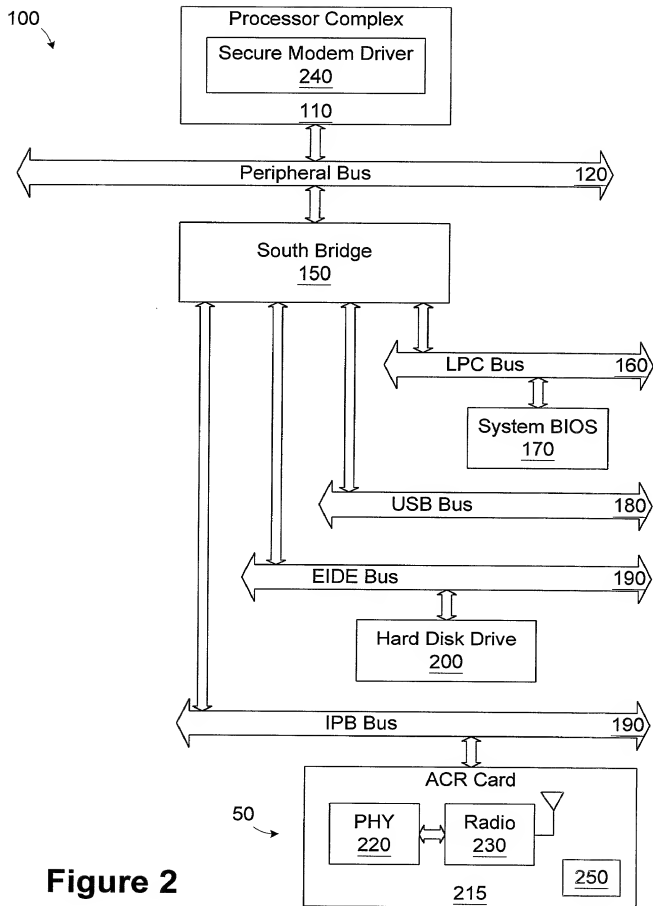 100
Processor Complex
Secure Modem Driver
240
110
Peripheral Bus
120
South Bridge
150
LPC Bus
160
System BIOS
170
USB Bus
180
EIDE Bus
190
Hard Disk Drive
200
IPB Bus
190
ACR Card
50
PHY
220
Radio
230
250
215
Figure 2